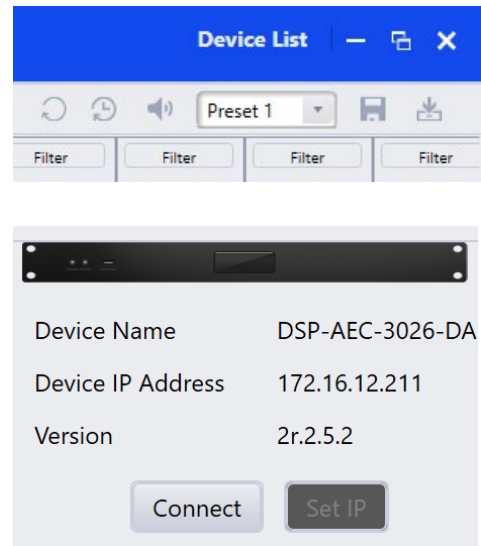 Device List
Preset 1
Filter Filter Filter Filter
Device Name DSP-AEC-3026-DA
Device IP Address 172.16.12.211
Version 2r.2.5.2
Connect Set IP